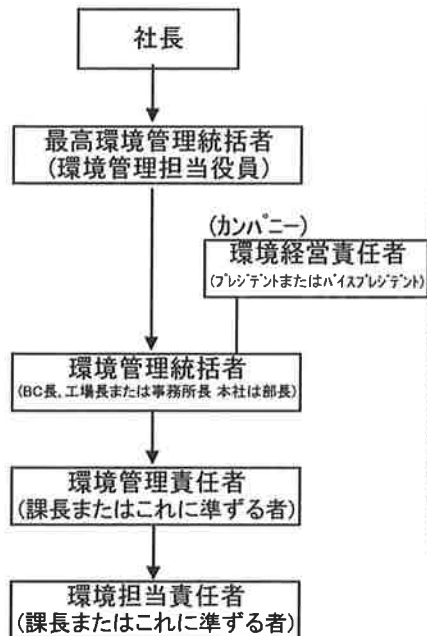 社長
最高環境管理統括者
(環境管理担当役員)
(カンパニー)
環境経営責任者
(プレジデントまたはバイスプレジデント)
環境管理統括者
(BC長,工場長または事務所長 本社は部長)
環境管理責任者
(課長またはこれに準ずる者)
環境担当責任者
(課長またはこれに準ずる者)